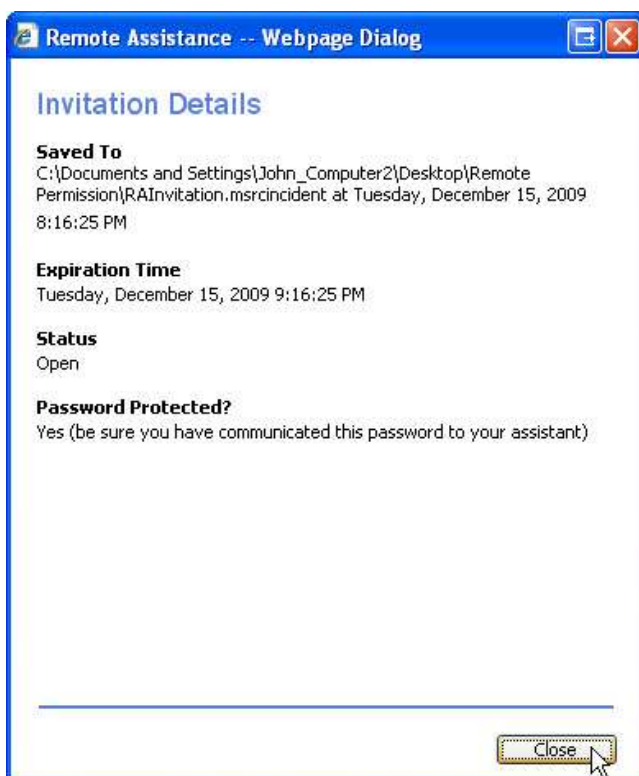 Remote Assistance -- Webpage Dialog
Invitation Details
Saved To
C:\Documents and Settings\John_Computer2\Desktop\Remote
Permission\RAInvitation.msrcincident at Tuesday, December 15, 2009
8:16:25 PM
Expiration Time
Tuesday, December 15, 2009 9:16:25 PM
Status
Open
Password Protected?
Yes (be sure you have communicated this password to your assistant)
Close